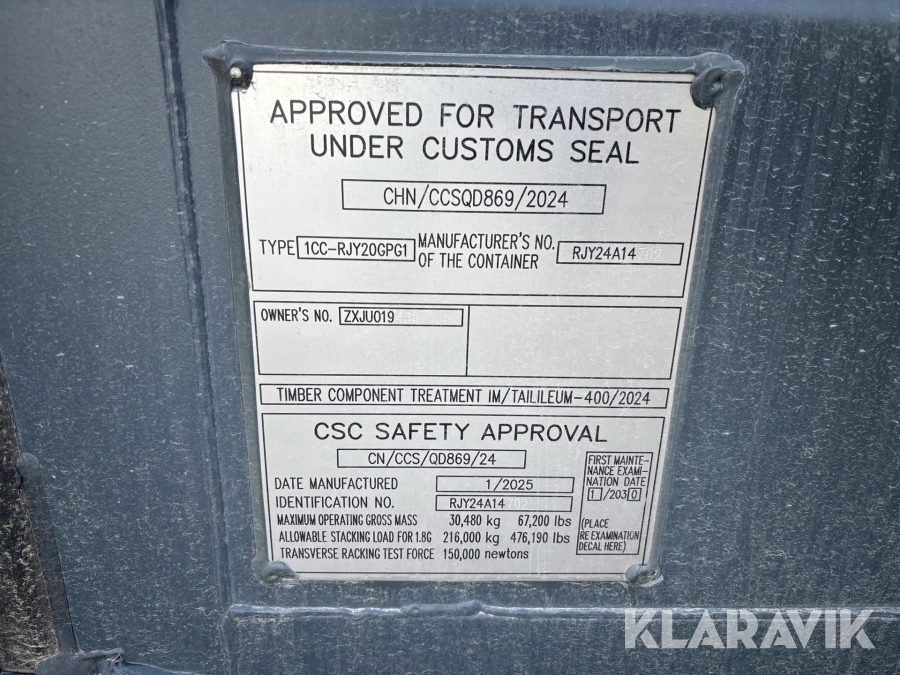 APPROVED FOR TRANSPORT
UNDER CUSTOMS SEAL
CHN/CCSQD869/2024
TYPE 1CC-RJY20GPG1 MANUFACTURER'S NO.
OF THE CONTAINER RJY24A14
OWNER'S NO. ZXJU019
TIMBER COMPONENT TREATMENT IM/TAILILEUM-400/2024
CSC SAFETY APPROVAL
CN/CCS/QD869/24
DATE MANUFACTURED 1/2025
IDENTIFICATION NO. RJY24A14
MAXIMUM OPERATING GROSS MASS 30,480 kg 67,200 lbs
ALLOWABLE STACKING LOAD FOR 1.8G 216,000 kg 476,190 lbs
TRANSVERSE RACKING TEST FORCE 150,000 newtons
FIRST MAINTE-
NANCE EXAMI-
NATION DATE
1/2030
(PLACE
RE EXAMINATION
DECAL HERE)
KLARAVIK